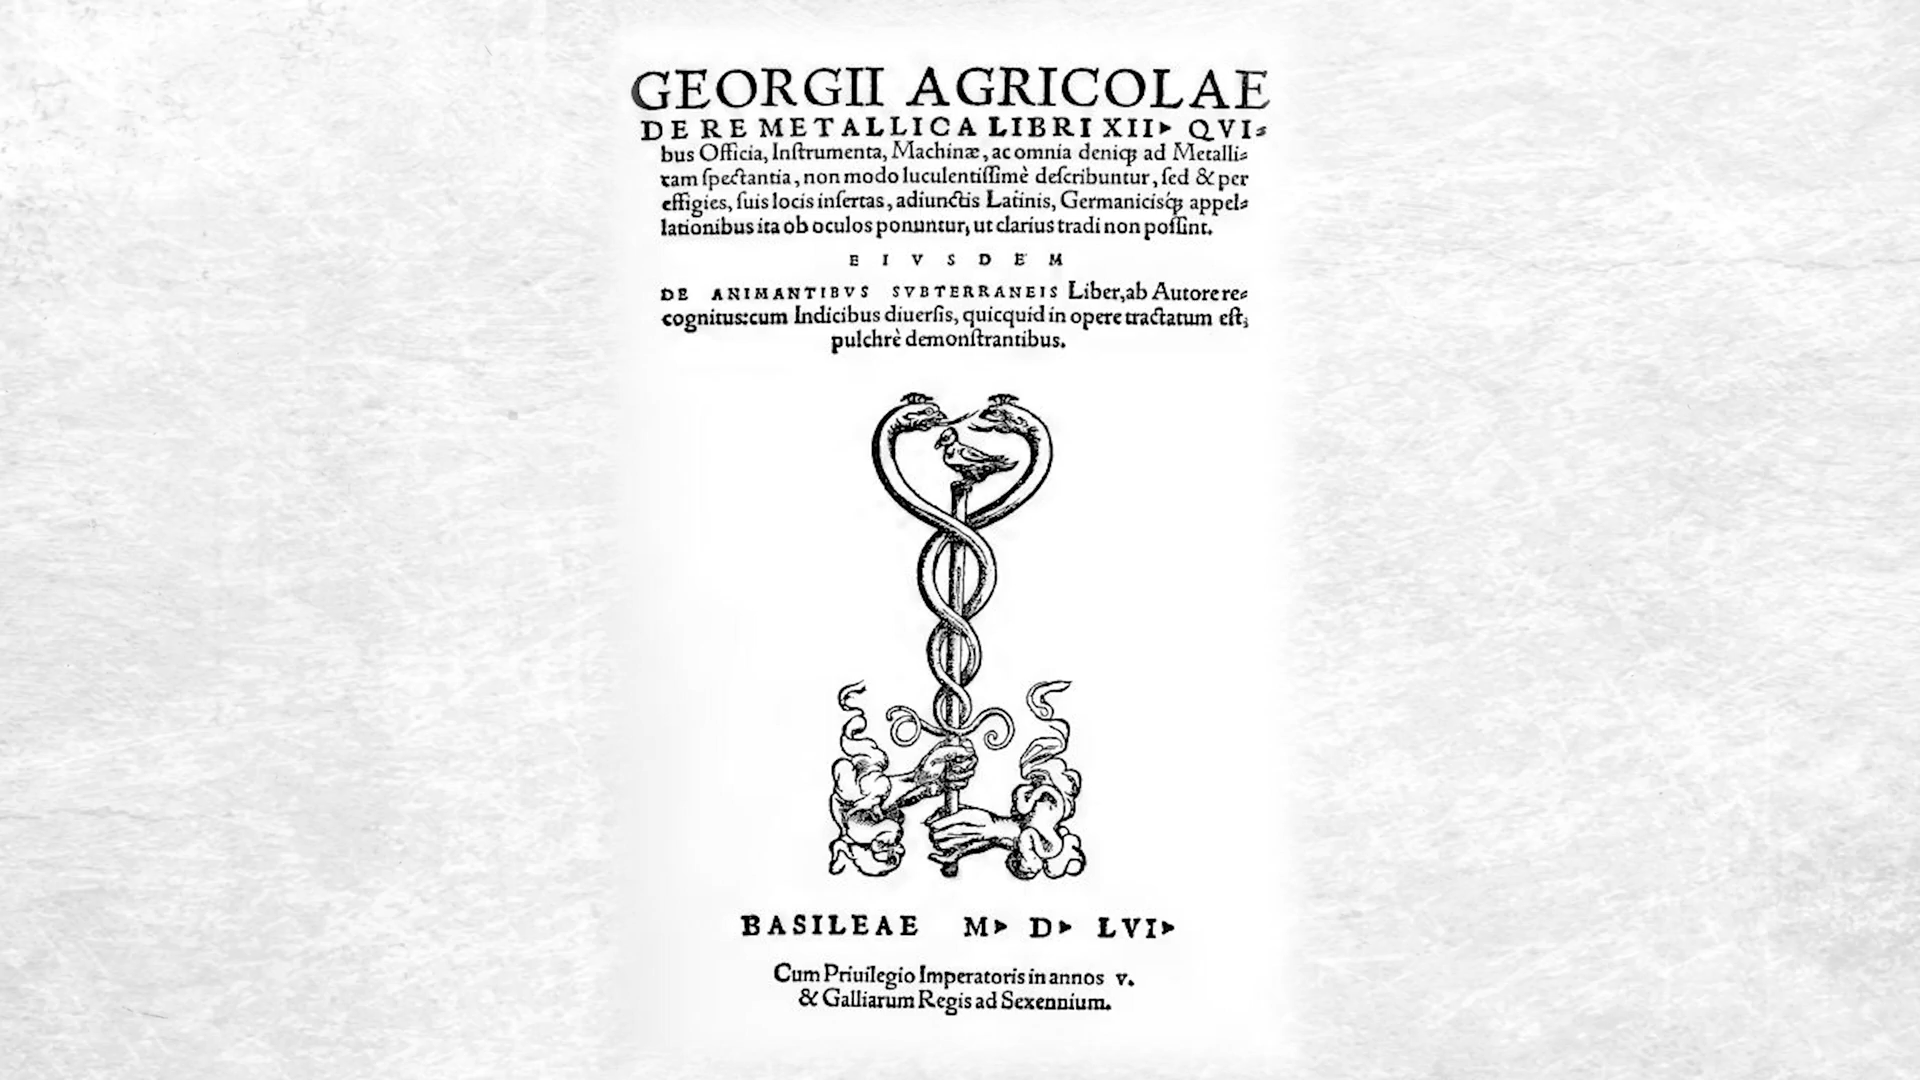 GEORGII AGRICOLAE
DE RE METALLICA LIBRI XII▸ QVI⸗
bus Officia, Inſtrumenta, Machinæ, ac omnia deniqꝫ ad Metalli⸗
cam ſpectantia, non modo luculentiſſimè deſcribuntur, ſed & per
effigies, ſuis locis inſertas, adiunctis Latinis, Germanicisq́ꝫ appel⸗
lationibus ita ob oculos ponuntur, ut clarius tradi non poſſint.
EIVSDEM
DE ANIMANTIBVS SVBTERRANEIS Liber, ab Autore re⸗
cognitus: cum Indicibus diuerſis, quicquid in opere tractatum eſt,
pulchrè demonſtrantibus.
BASILEAE M▸ D▸ LVI▸
Cum Priuilegio Imperatoris in annos v.
& Galliarum Regis ad Sexennium.